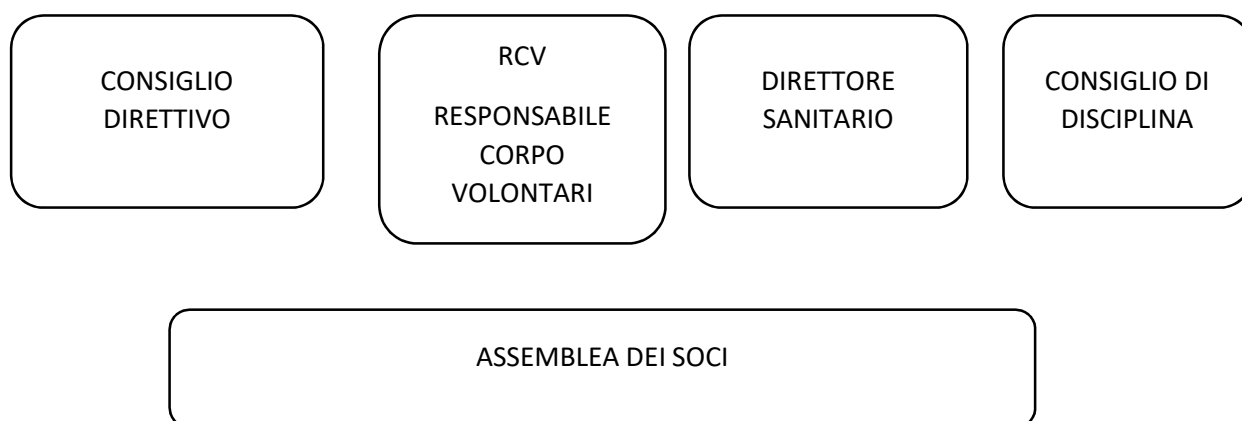 CONSIGLIO
DIRETTIVO
RCV
RESPONSABILE
CORPO
VOLONTARI
DIRETTORE
SANITARIO
CONSIGLIO DI
DISCIPLINA
ASSEMBLEA DEI SOCI